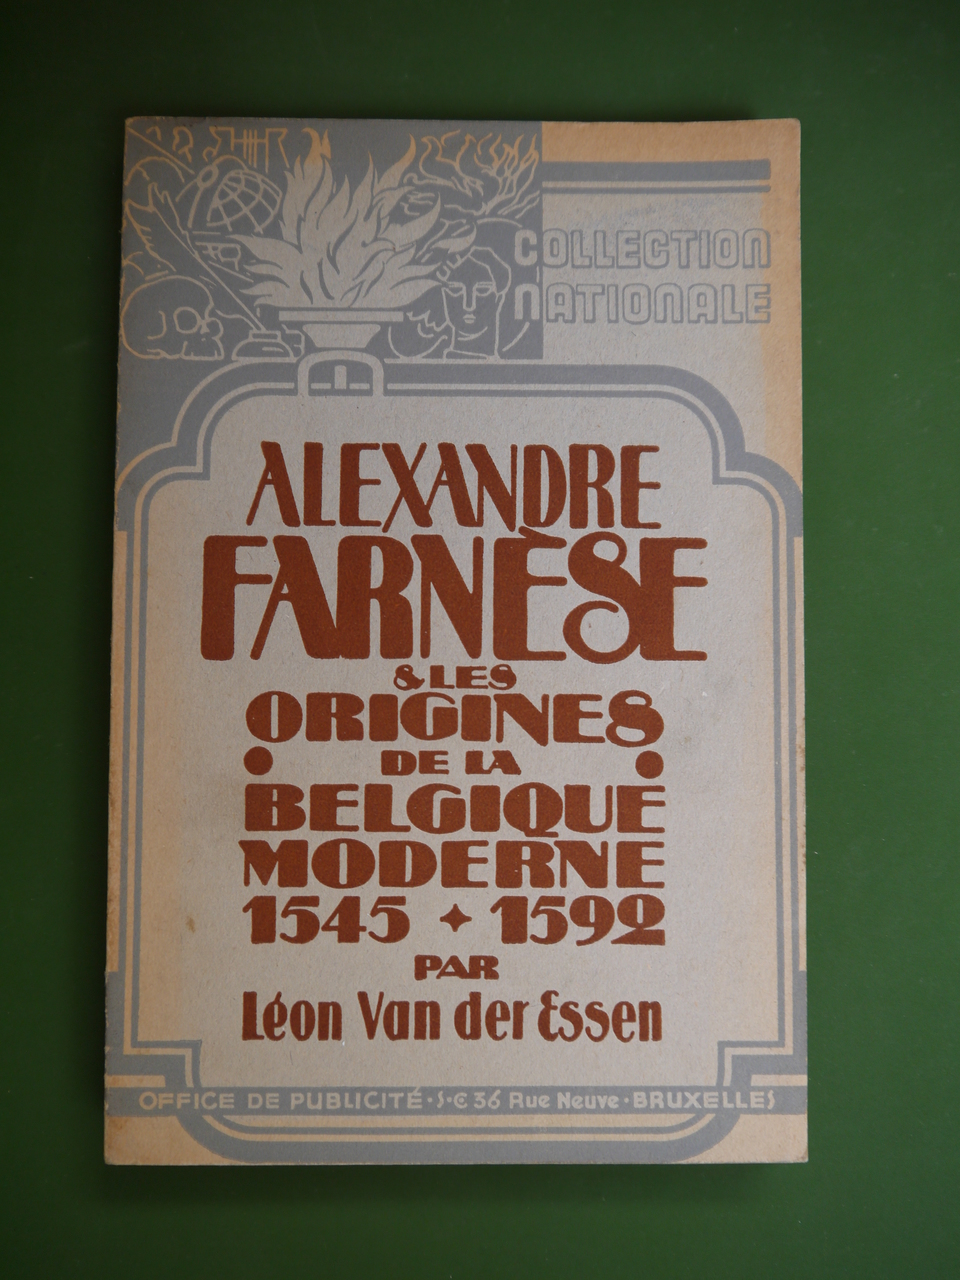 COLLECTION
NATIONALE
ALEXANDRE
FARNÈSE
& LES
ORIGINES
DE LA
BELGIQUE
MODERNE
1545 ✦ 1592
PAR
Léon Van der Essen
OFFICE DE PUBLICITÉ · S·C 36 Rue Neuve · BRUXELLES